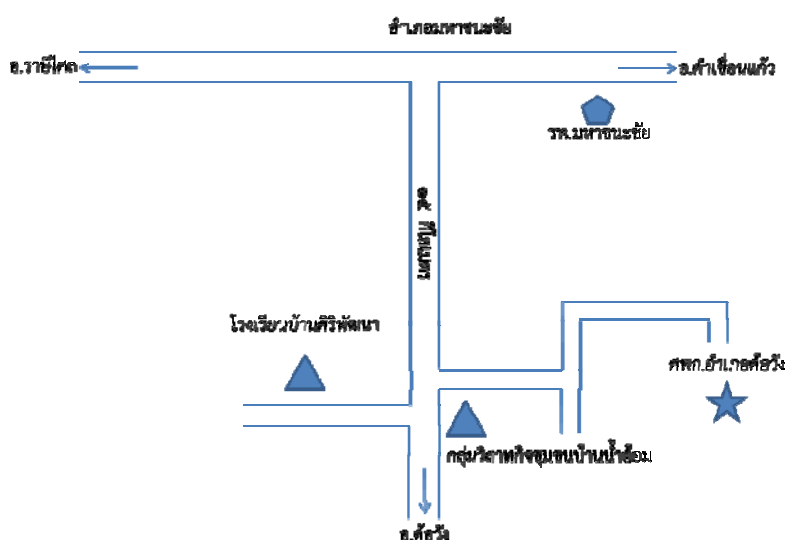 อำเภอมหาชนะชัย
อ.ราษีไศล
อ.คำเขื่อนแก้ว
รพ.มหาชนะชัย
โรงเรียนบ้านศิริพัฒนา
ศพก.อำเภอค้อวัง
กลุ่มวิสาหกิจชุมชนบ้านน้ำอ้อม
อ.ค้อวัง